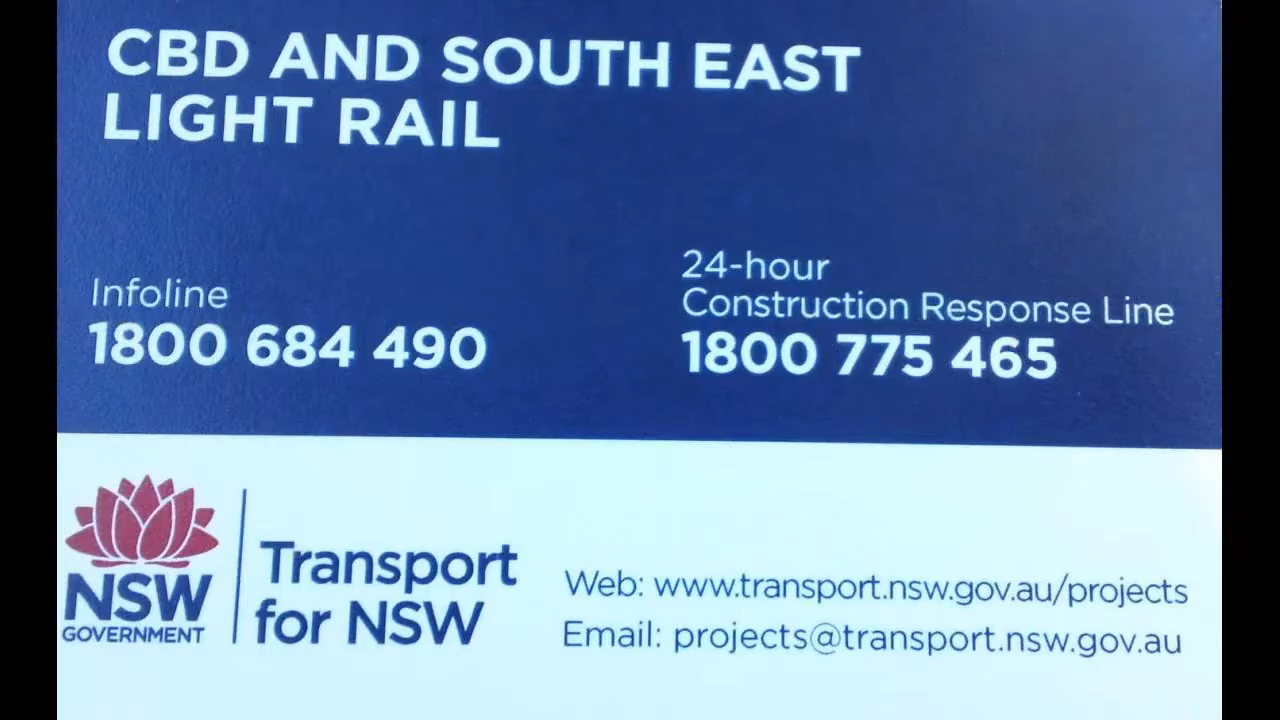 CBD AND SOUTH EAST
LIGHT RAIL
Infoline
1800 684 490
24-hour
Construction Response Line
1800 775 465
NSW
GOVERNMENT
Transport
for NSW
Web: www.transport.nsw.gov.au/projects
Email: projects@transport.nsw.gov.au